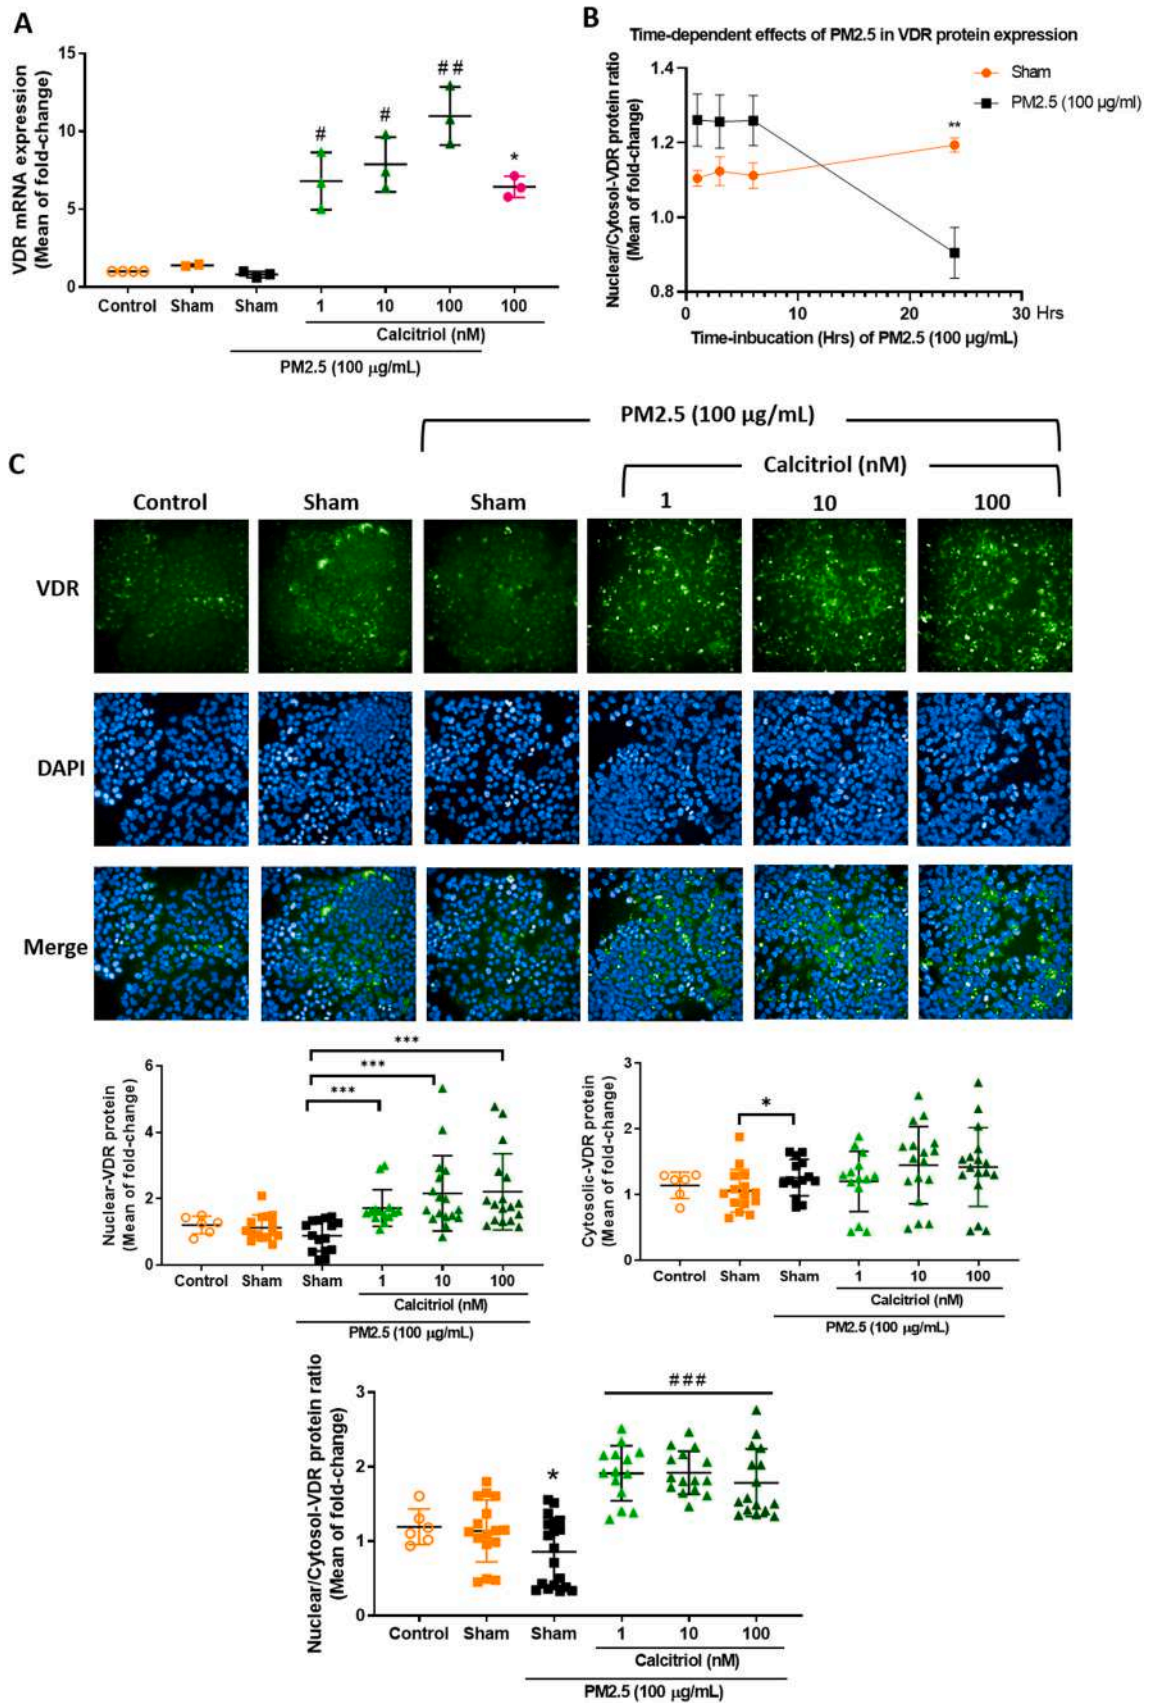 A
VDR mRNA expression
(Mean of fold-change)
15
10
5
0
#
#
##
*
Control
Sham
Sham
1
10
100
100
Calcitriol (nM)
PM2.5 (100 µg/mL)
B
Time-dependent effects of PM2.5 in VDR protein expression
Nuclear/Cytosol-VDR protein ratio
(Mean of fold-change)
1.4
1.2
1.0
0.8
0
10
20
30
Hrs
**
Sham
PM2.5 (100 µg/ml)
Time-inbucation (Hrs) of PM2.5 (100 µg/mL)
PM2.5 (100 µg/mL)
C
Calcitriol (nM)
Control
Sham
Sham
1
10
100
VDR
DAPI
Merge
Nuclear-VDR protein
(Mean of fold-change)
6
4
2
0
***
***
***
Control
Sham
Sham
1
10
100
Calcitriol (nM)
PM2.5 (100 µg/mL)
Cytosolic-VDR protein
(Mean of fold-change)
3
2
1
0
*
Control
Sham
Sham
1
10
100
Calcitriol (nM)
PM2.5 (100 µg/mL)
Nuclear/Cytosol-VDR protein ratio
(Mean of fold-change)
3
2
1
0
*
###
Control
Sham
Sham
1
10
100
Calcitriol (nM)
PM2.5 (100 µg/mL)